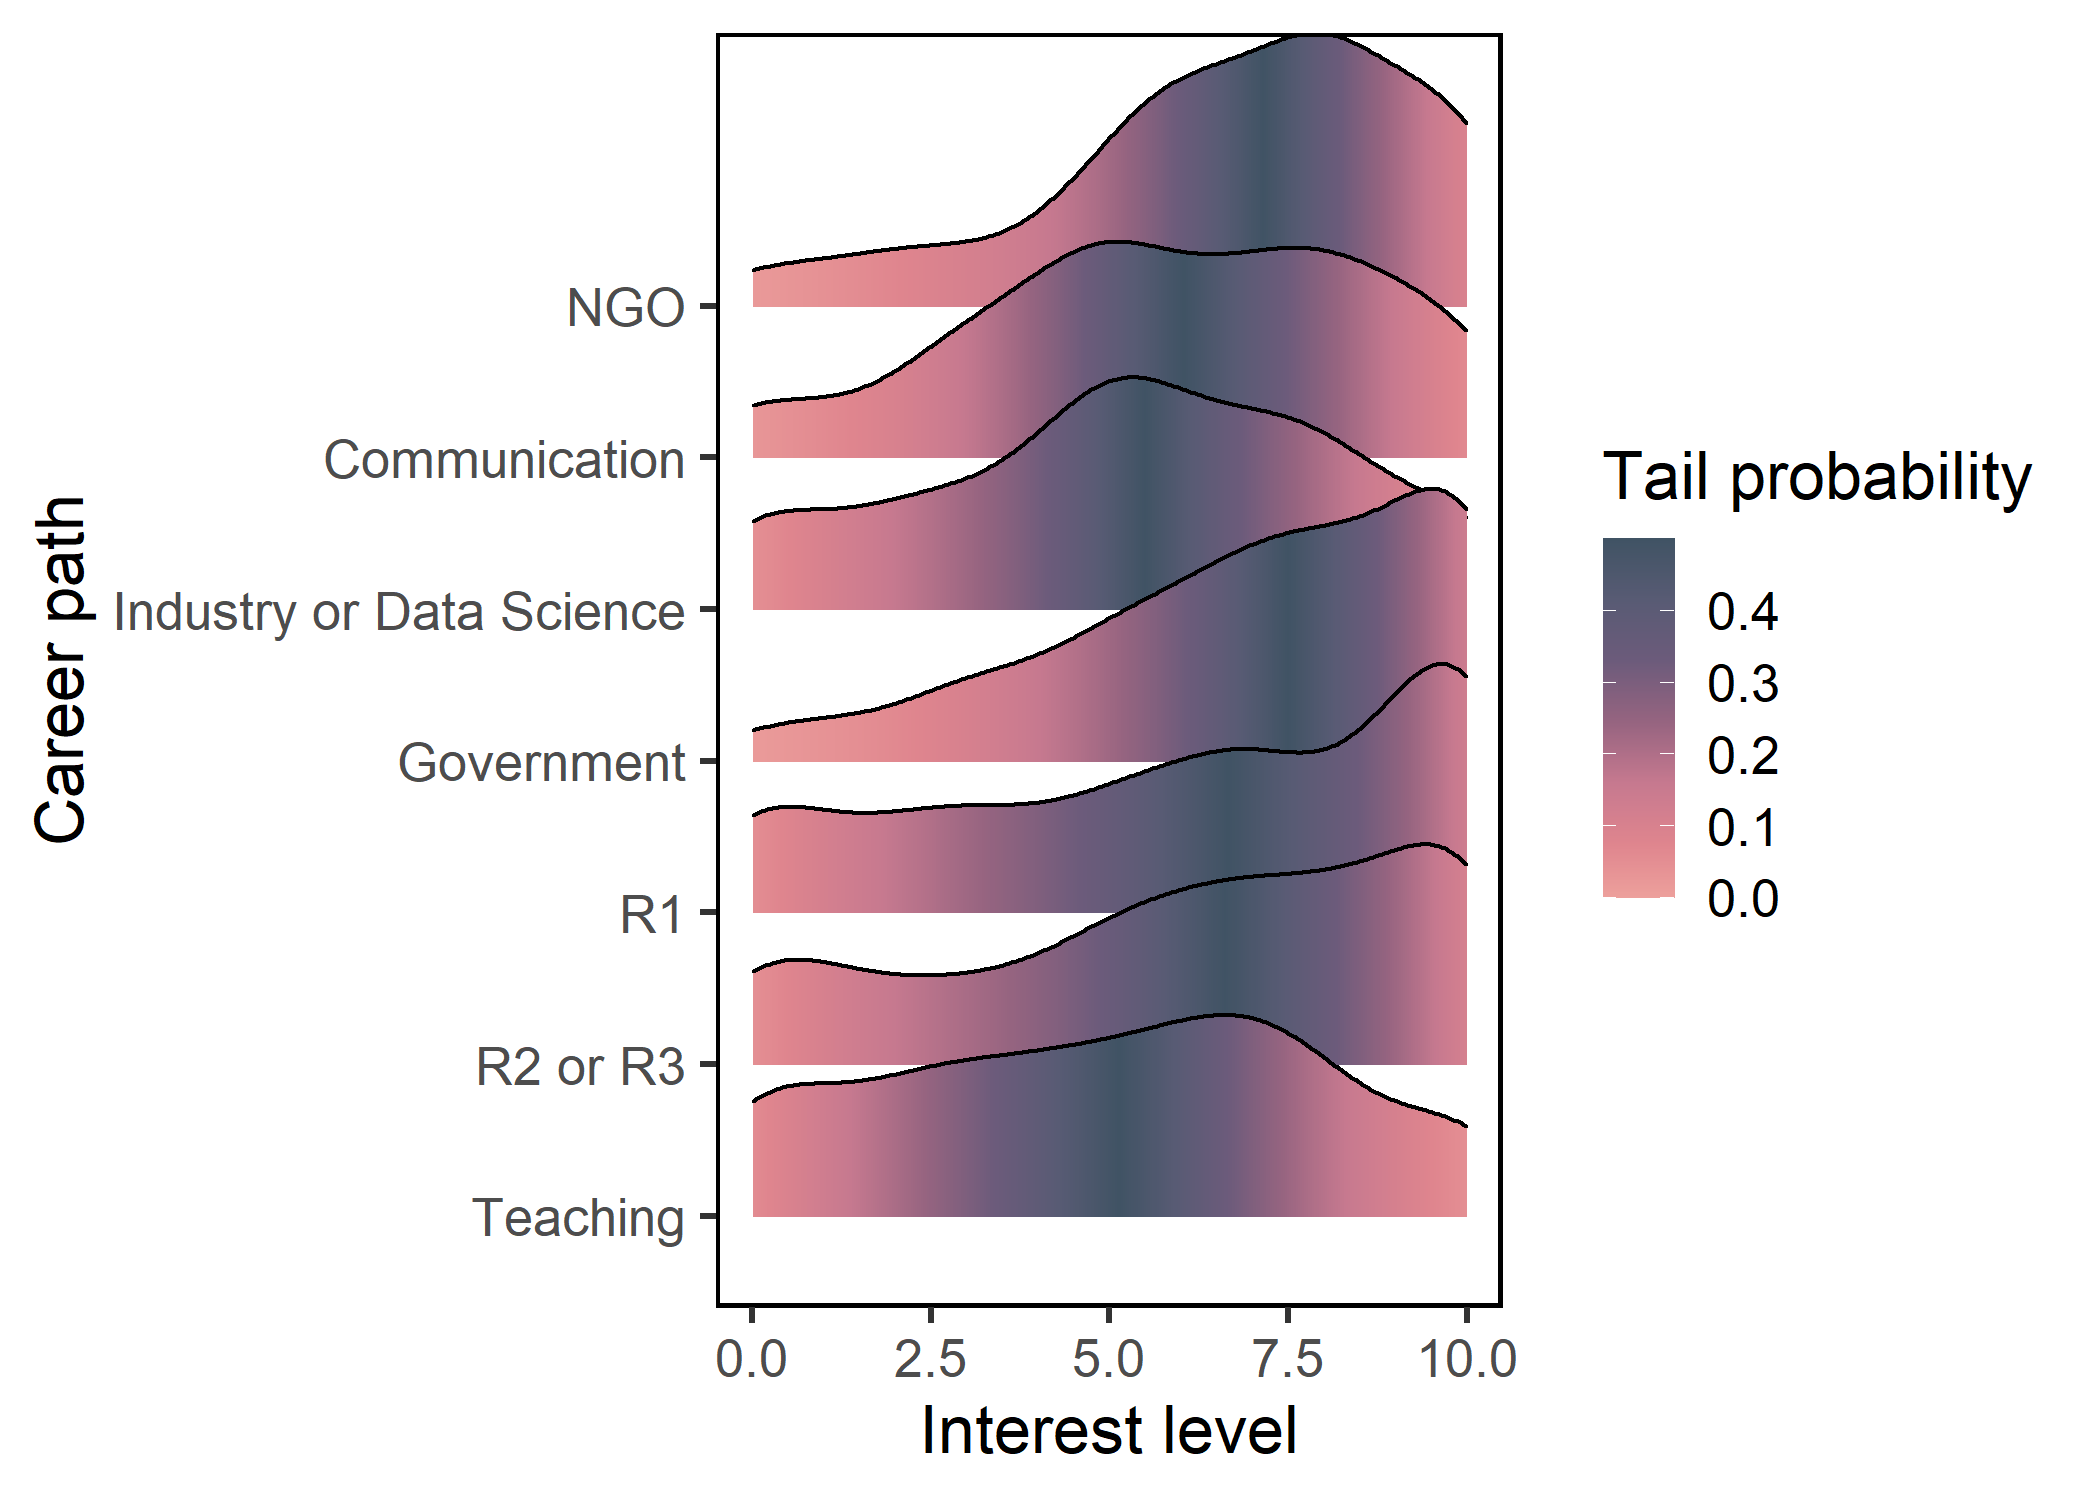 NGO
Communication
Industry or Data Science
Government
R1
R2 or R3
Teaching
Career path
0.0 2.5 5.0 7.5 10.0
Interest level
Tail probability
0.4
0.3
0.2
0.1
0.0